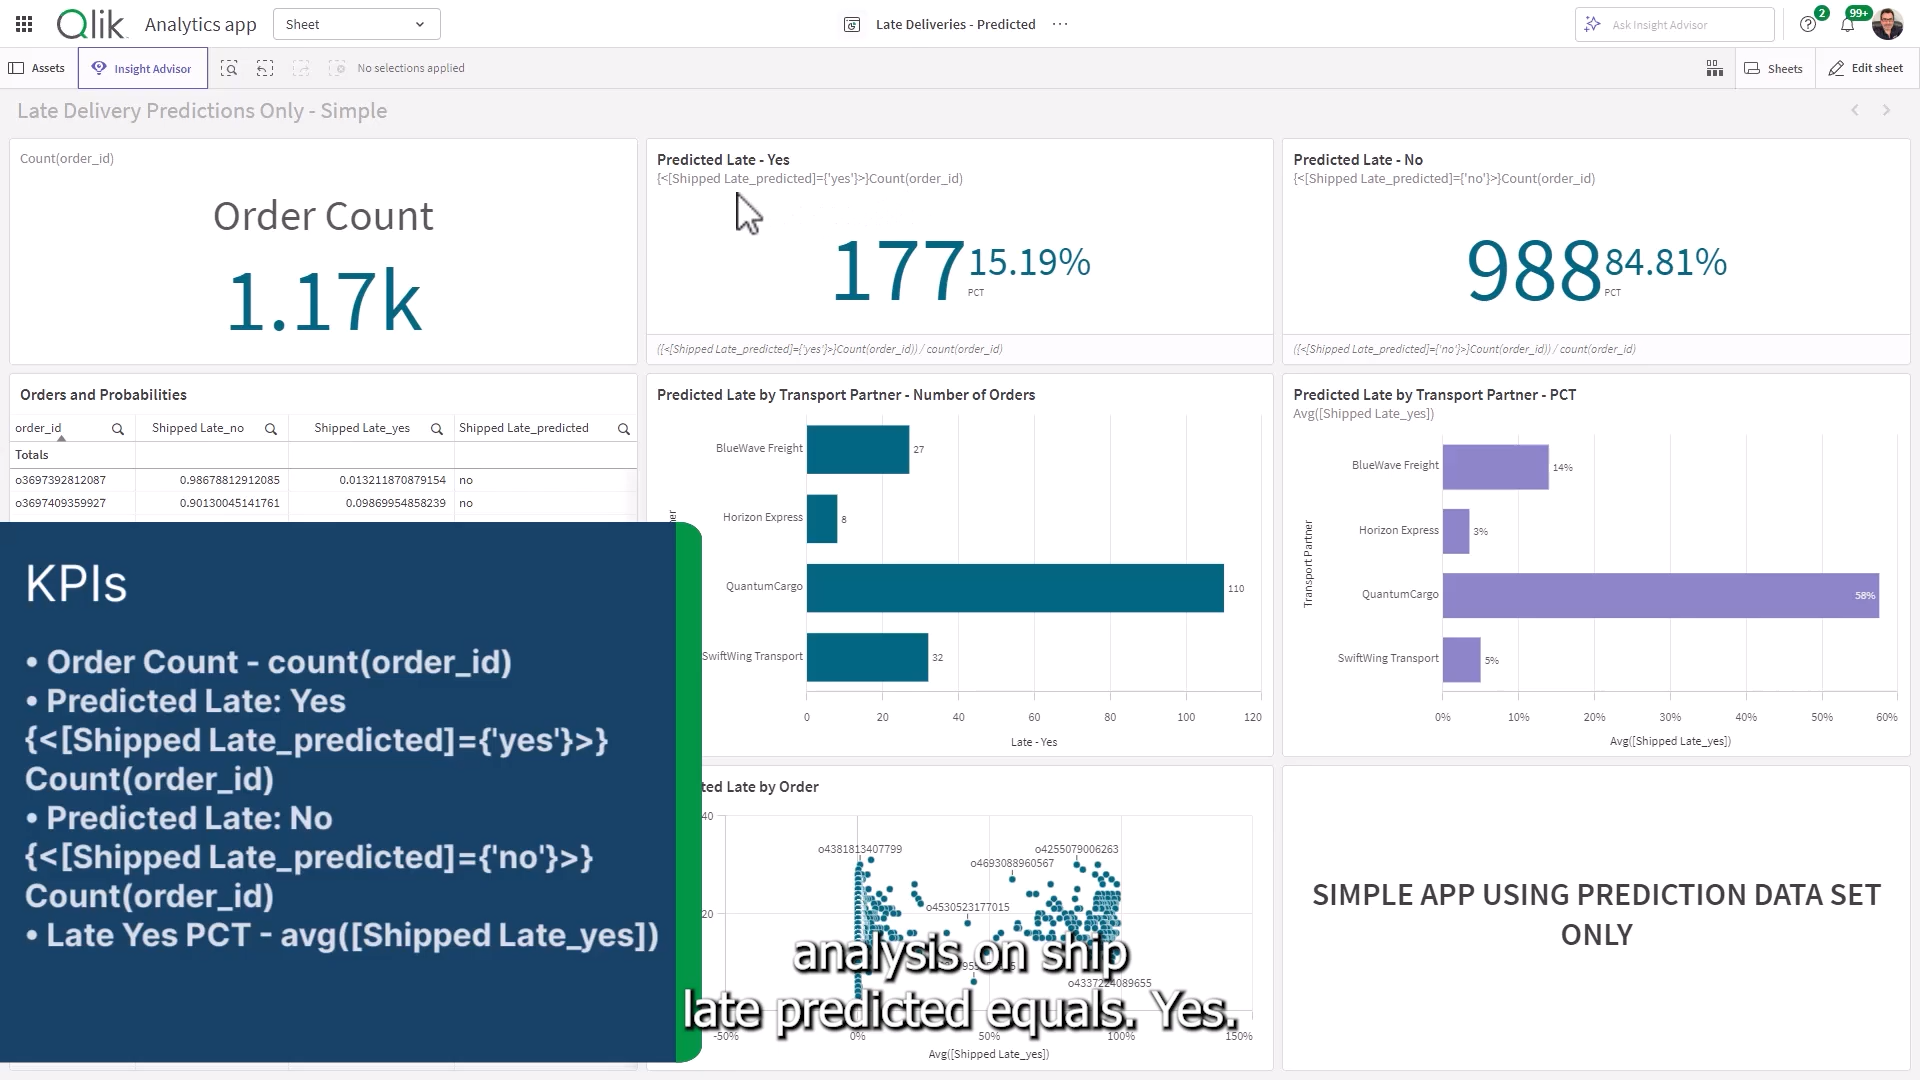 Qlik
Analytics app
Sheet
Late Deliveries - Predicted
Ask Insight Advisor
2
99+
Assets
Insight Advisor
No selections applied
Sheets
Edit sheet
Late Delivery Predictions Only - Simple
Count(order_id)
Order Count
1.17k
Predicted Late - Yes
{<[Shipped Late_predicted]={'yes'}>}Count(order_id)
177
15.19%
PCT
({<[Shipped Late_predicted]={'yes'}>}Count(order_id)) / count(order_id)
Predicted Late - No
{<[Shipped Late_predicted]={'no'}>}Count(order_id)
988
84.81%
PCT
({<[Shipped Late_predicted]={'no'}>}Count(order_id)) / count(order_id)
Orders and Probabilities
order_id Shipped Late_no Shipped Late_yes Shipped Late_predicted
Totals
o3697392812087 0.98678812912085 0.013211870879154 no
o3697409359927 0.90130045141761 0.09869954858239 no
KPIs
• Order Count - count(order_id)
• Predicted Late: Yes
{<[Shipped Late_predicted]={'yes'}>}
Count(order_id)
• Predicted Late: No
{<[Shipped Late_predicted]={'no'}>}
Count(order_id)
• Late Yes PCT - avg([Shipped Late_yes])
Predicted Late by Transport Partner - Number of Orders
BlueWave Freight 27
Horizon Express 8
QuantumCargo 110
SwiftWing Transport 32
0 20 40 60 80 100 120
Late - Yes
Predicted Late by Transport Partner - PCT
Avg([Shipped Late_yes])
Transport Partner
BlueWave Freight 14%
Horizon Express 3%
QuantumCargo 58%
SwiftWing Transport 5%
0% 10% 20% 30% 40% 50% 60%
Avg([Shipped Late_yes])
ted Late by Order
40
20
o4381813407799
o4255079006263
o4693088960567
o4530523177015
o4337224089655
-50% 0% 50% 100% 150%
Avg([Shipped Late_yes])
SIMPLE APP USING PREDICTION DATA SET
ONLY
analysis on ship
late predicted equals. Yes.